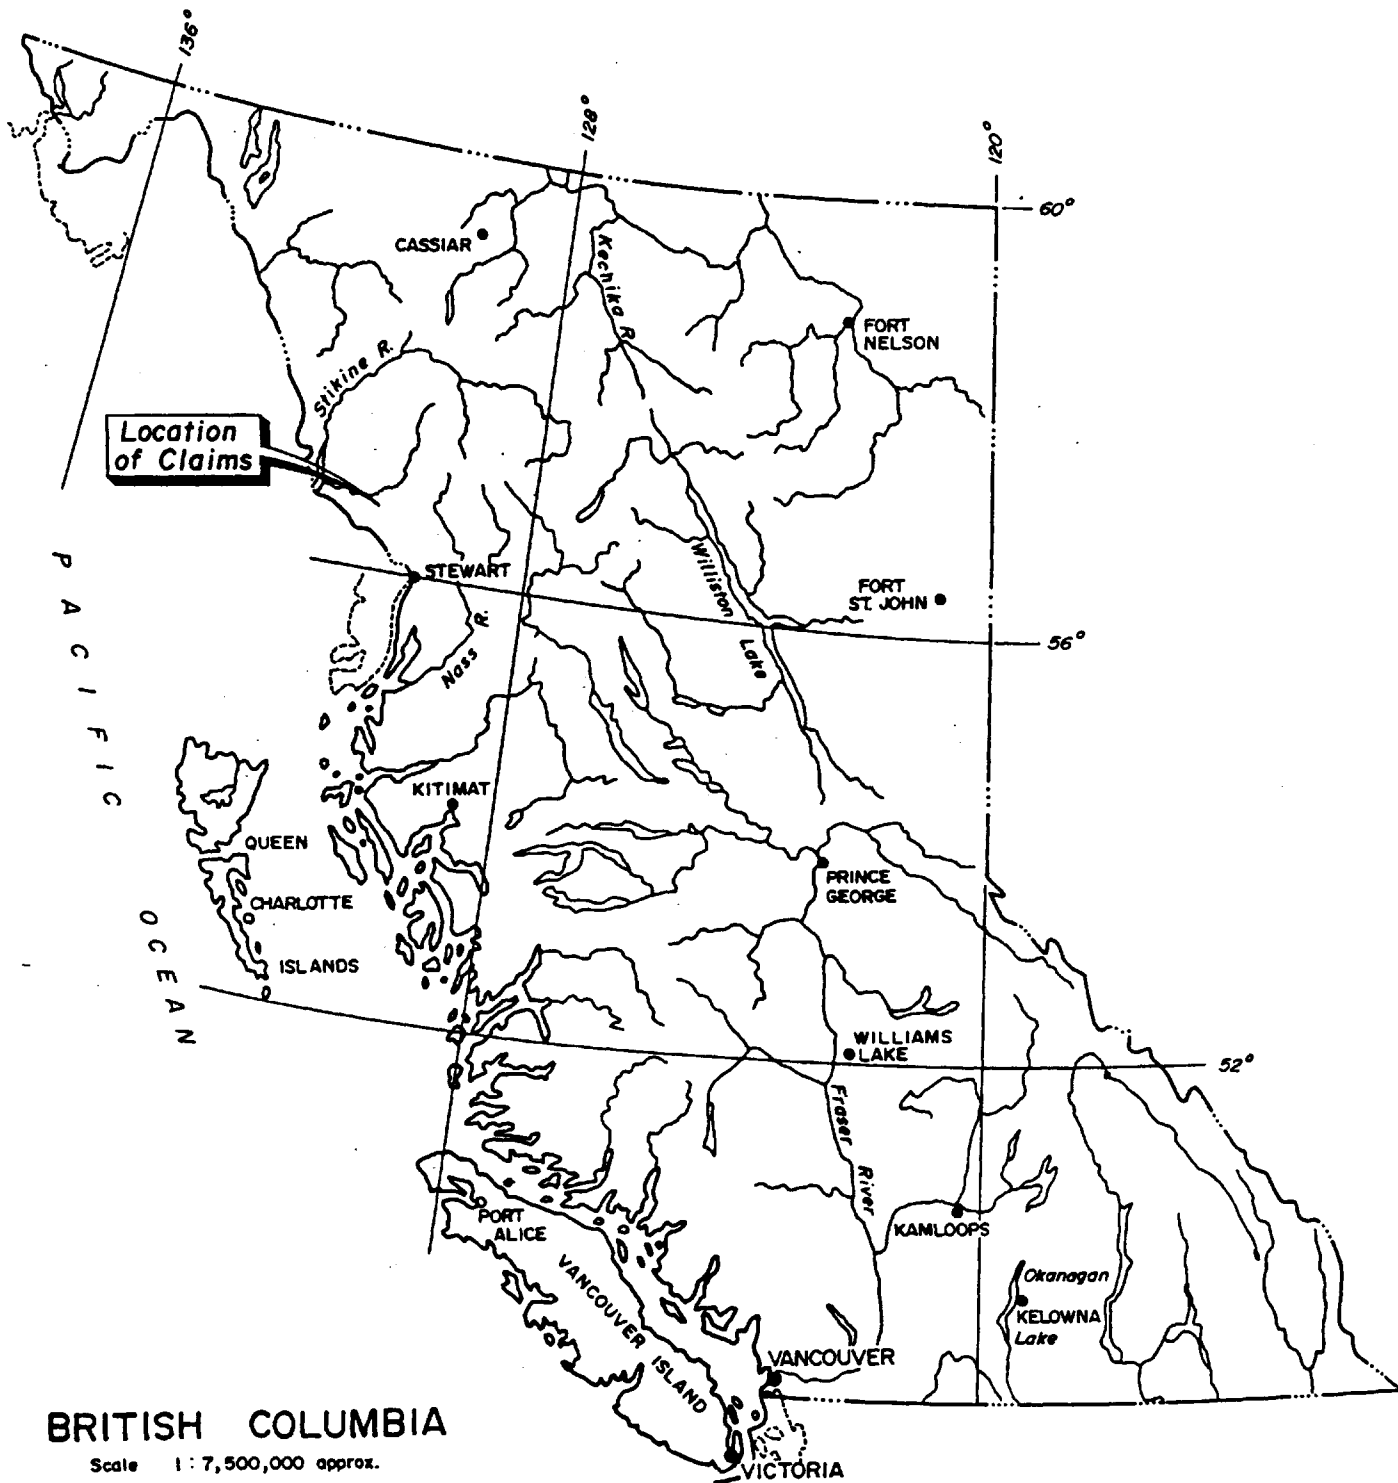 136°
128°
120°
60°
CASSIAR
Kechika R.
FORT
NELSON
Stikine R.
Location
of Claims
STEWART
Williston
Lake
FORT
ST. JOHN
56°
Nass R.
PACIFIC
OCEAN
KITIMAT
QUEEN
CHARLOTTE
ISLANDS
PRINCE
GEORGE
WILLIAMS
LAKE
52°
Fraser
River
PORT
ALICE
KAMLOOPS
VANCOUVER ISLAND
Okanagan
KELOWNA
Lake
VANCOUVER
VICTORIA
BRITISH COLUMBIA
Scale 1:7,500,000 approx.